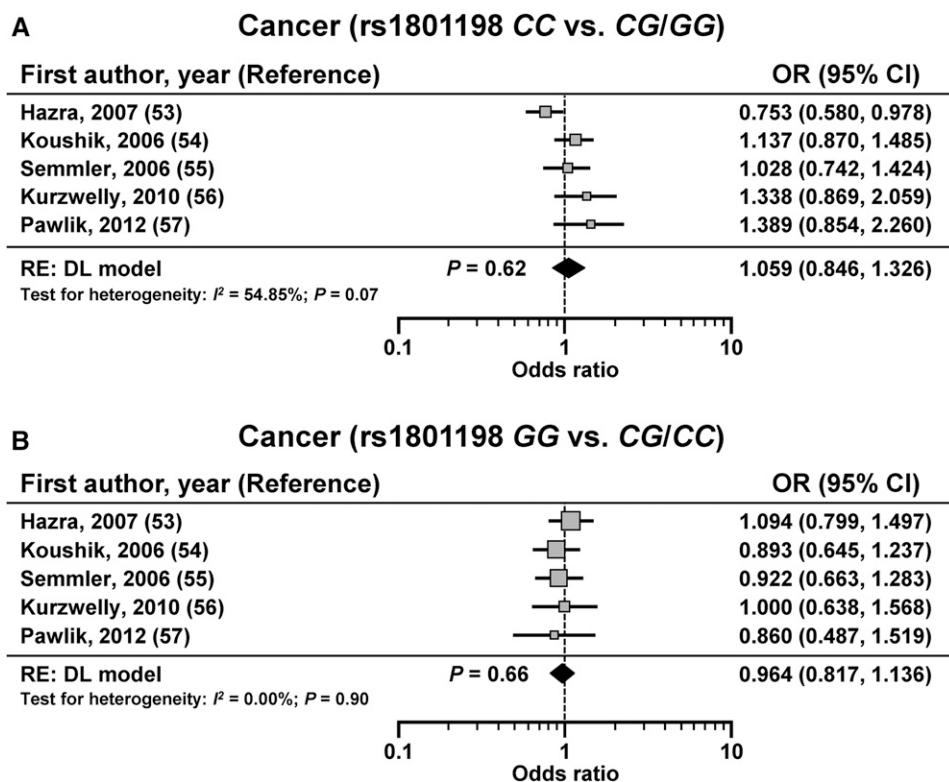 A
Cancer (rs1801198 CC vs. CG/GG)
First author, year (Reference) OR (95% CI)
Hazra, 2007 (53) 0.753 (0.580, 0.978)
Koushik, 2006 (54) 1.137 (0.870, 1.485)
Semmler, 2006 (55) 1.028 (0.742, 1.424)
Kurzwelly, 2010 (56) 1.338 (0.869, 2.059)
Pawlik, 2012 (57) 1.389 (0.854, 2.260)
RE: DL model P = 0.62 1.059 (0.846, 1.326)
Test for heterogeneity: I² = 54.85%; P = 0.07
0.1 1 10
Odds ratio
B
Cancer (rs1801198 GG vs. CG/CC)
First author, year (Reference) OR (95% CI)
Hazra, 2007 (53) 1.094 (0.799, 1.497)
Koushik, 2006 (54) 0.893 (0.645, 1.237)
Semmler, 2006 (55) 0.922 (0.663, 1.283)
Kurzwelly, 2010 (56) 1.000 (0.638, 1.568)
Pawlik, 2012 (57) 0.860 (0.487, 1.519)
RE: DL model P = 0.66 0.964 (0.817, 1.136)
Test for heterogeneity: I² = 0.00%; P = 0.90
0.1 1 10
Odds ratio